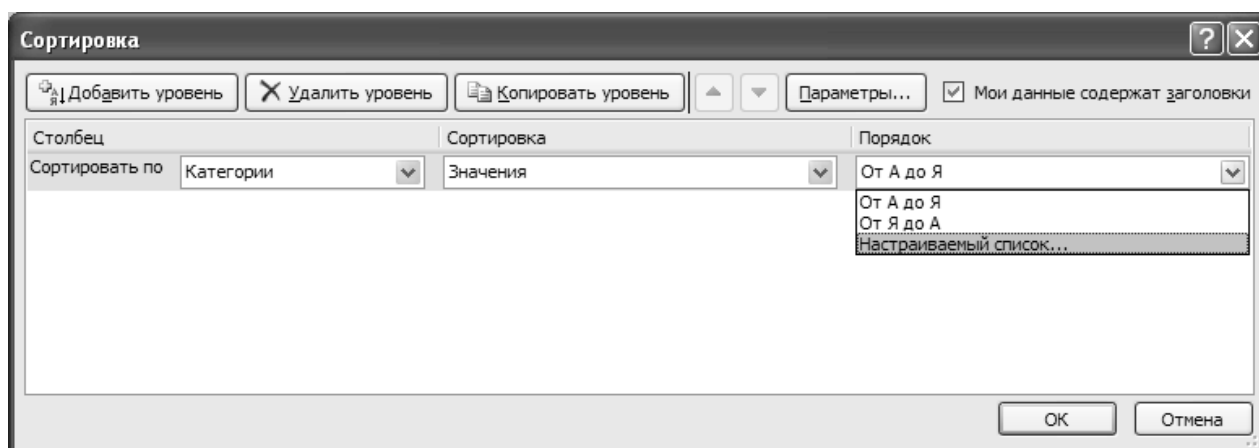 Сортировка
Добавить уровень Удалить уровень Копировать уровень Параметры... Мои данные содержат заголовки
Столбец Сортировка Порядок
Сортировать по Категории Значения От А до Я
От А до Я
От Я до А
Настраиваемый список...
ОК Отмена